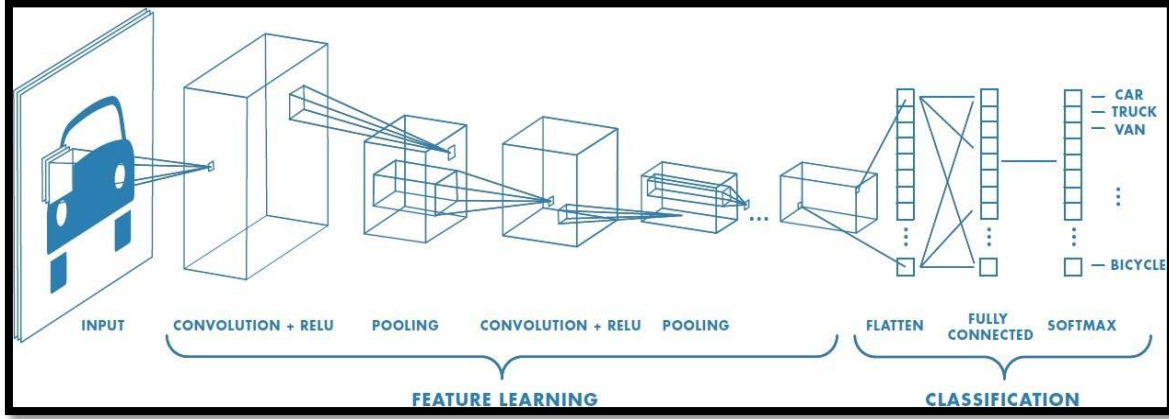 CAR
TRUCK
VAN
BICYCLE
INPUT
CONVOLUTION + RELU
POOLING
CONVOLUTION + RELU
POOLING
FLATTEN
FULLY
CONNECTED
SOFTMAX
FEATURE LEARNING
CLASSIFICATION